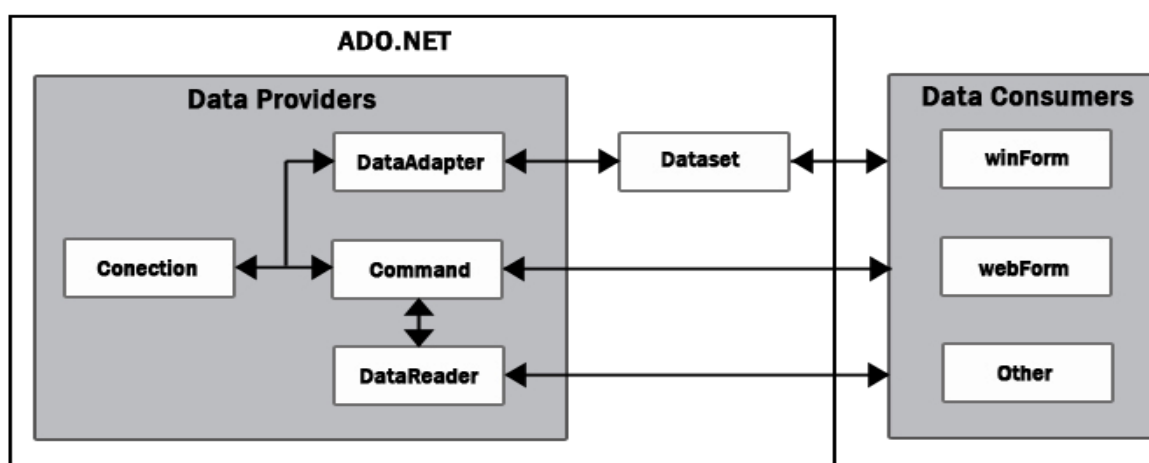 ADO.NET
Data Providers
Data Consumers
DataAdapter
Dataset
winForm
Conection
Command
webForm
DataReader
Other